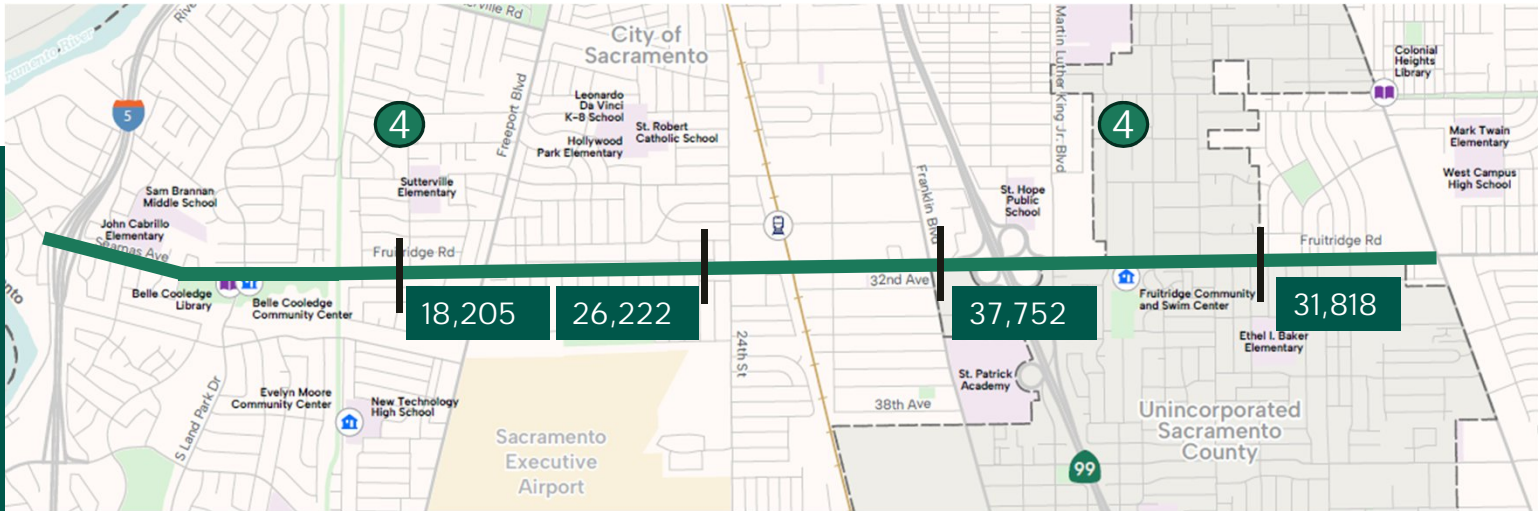 City of
Sacramento
Freeport Blvd
5
4
Leonardo
Da Vinci
K-8 School
Hollywood
Park Elementary
St. Robert
Catholic School
Martin Luther King Jr. Blvd
4
Colonial
Heights
Library
Mark Twain
Elementary
West Campus
High School
Sam Brannan
Middle School
Sutterville
Elementary
Franklin Blvd
St. Hope
Public
School
John Cabrillo
Elementary
Seamas Ave
Fruitridge Rd
Fruitridge Rd
32nd Ave
Belle Cooledge
Library
Belle Cooledge
Community Center
18,205
26,222
37,752
31,818
Fruitridge Community
and Swim Center
Ethel I. Baker
Elementary
24th St
St. Patrick
Academy
S Land Park Dr
Evelyn Moore
Community Center
New Technology
High School
38th Ave
Sacramento
Executive
Airport
Unincorporated
Sacramento
County
99